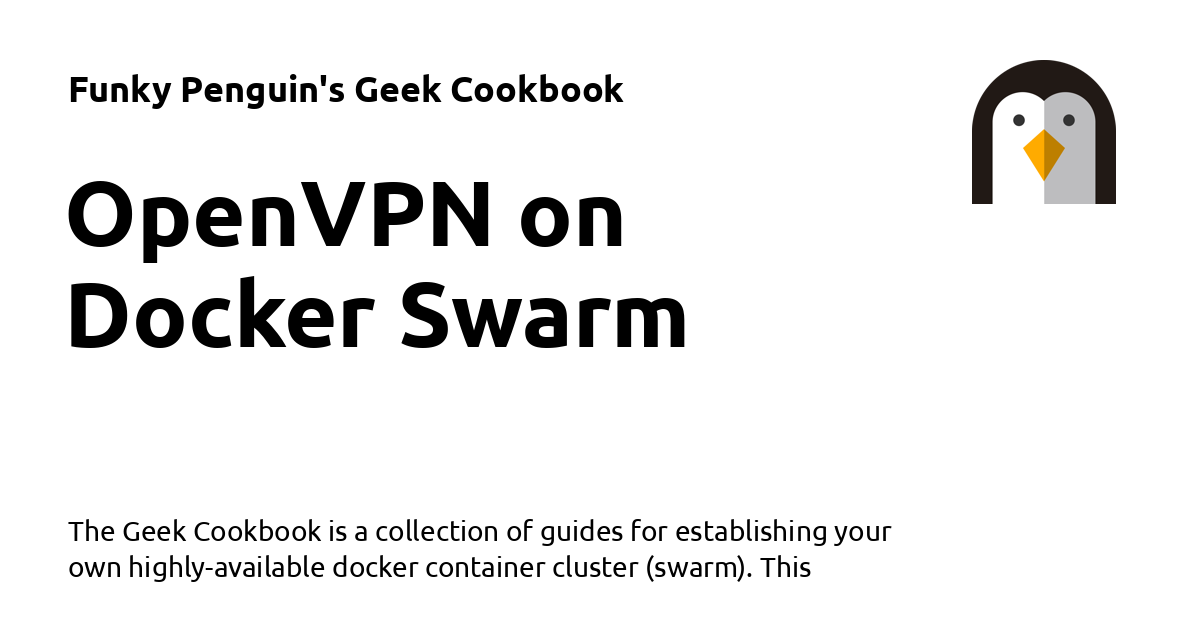 Funky Penguin's Geek Cookbook
OpenVPN on
Docker Swarm
The Geek Cookbook is a collection of guides for establishing your
own highly-available docker container cluster (swarm). This